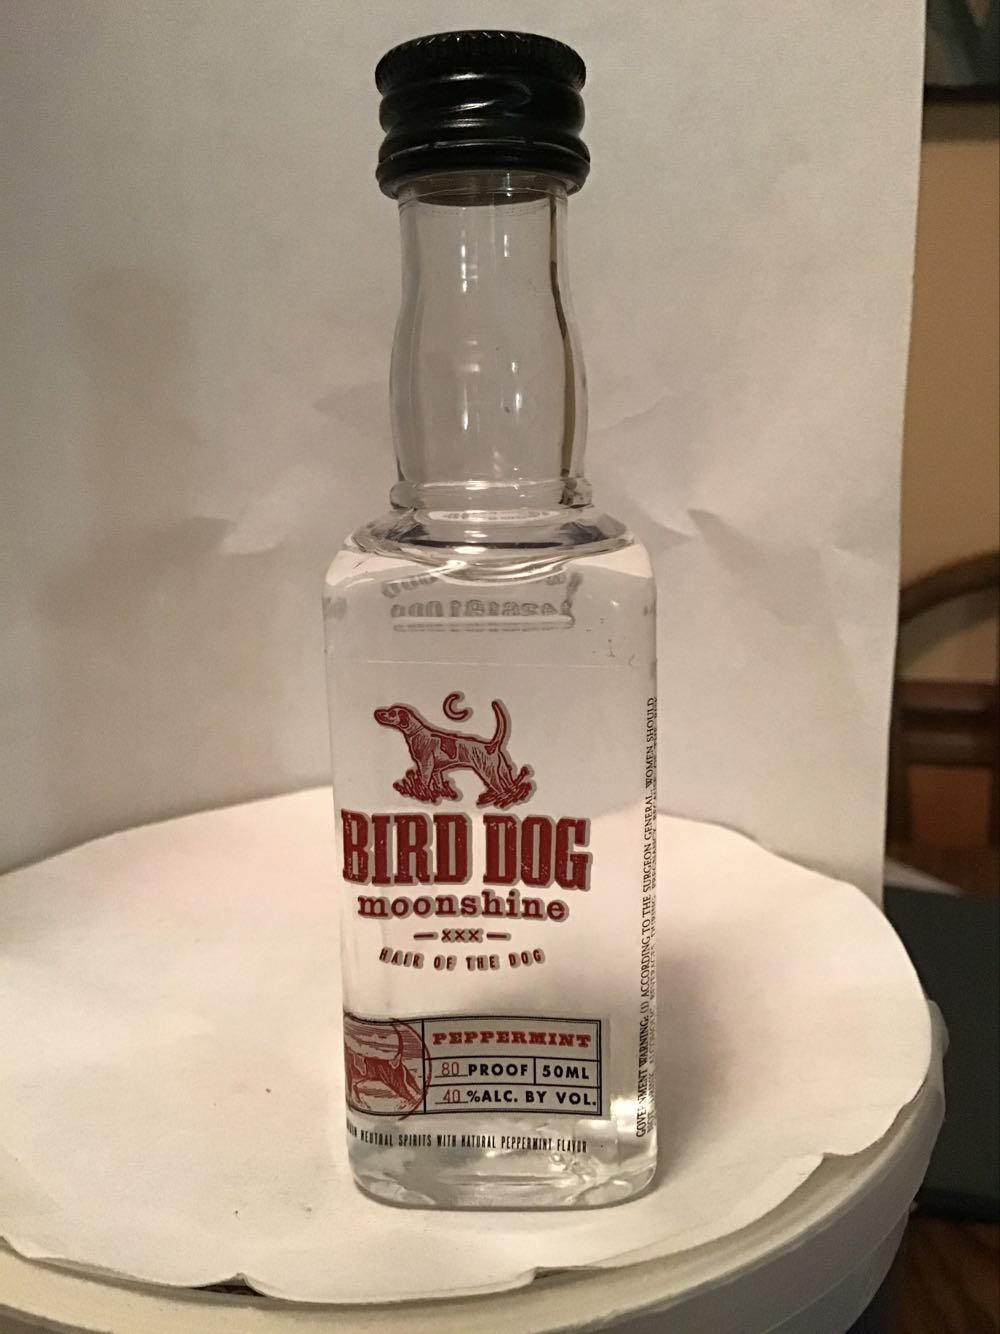 BIRD DOG
moonshine
XXX
HAIR OF THE DOG
PEPPERMINT
80 PROOF 50ML
40 %ALC. BY VOL.
NEUTRAL SPIRITS WITH NATURAL PEPPERMINT FLAVOR
GOVERNMENT WARNING: (1) ACCORDING TO THE SURGEON GENERAL, WOMEN SHOULD